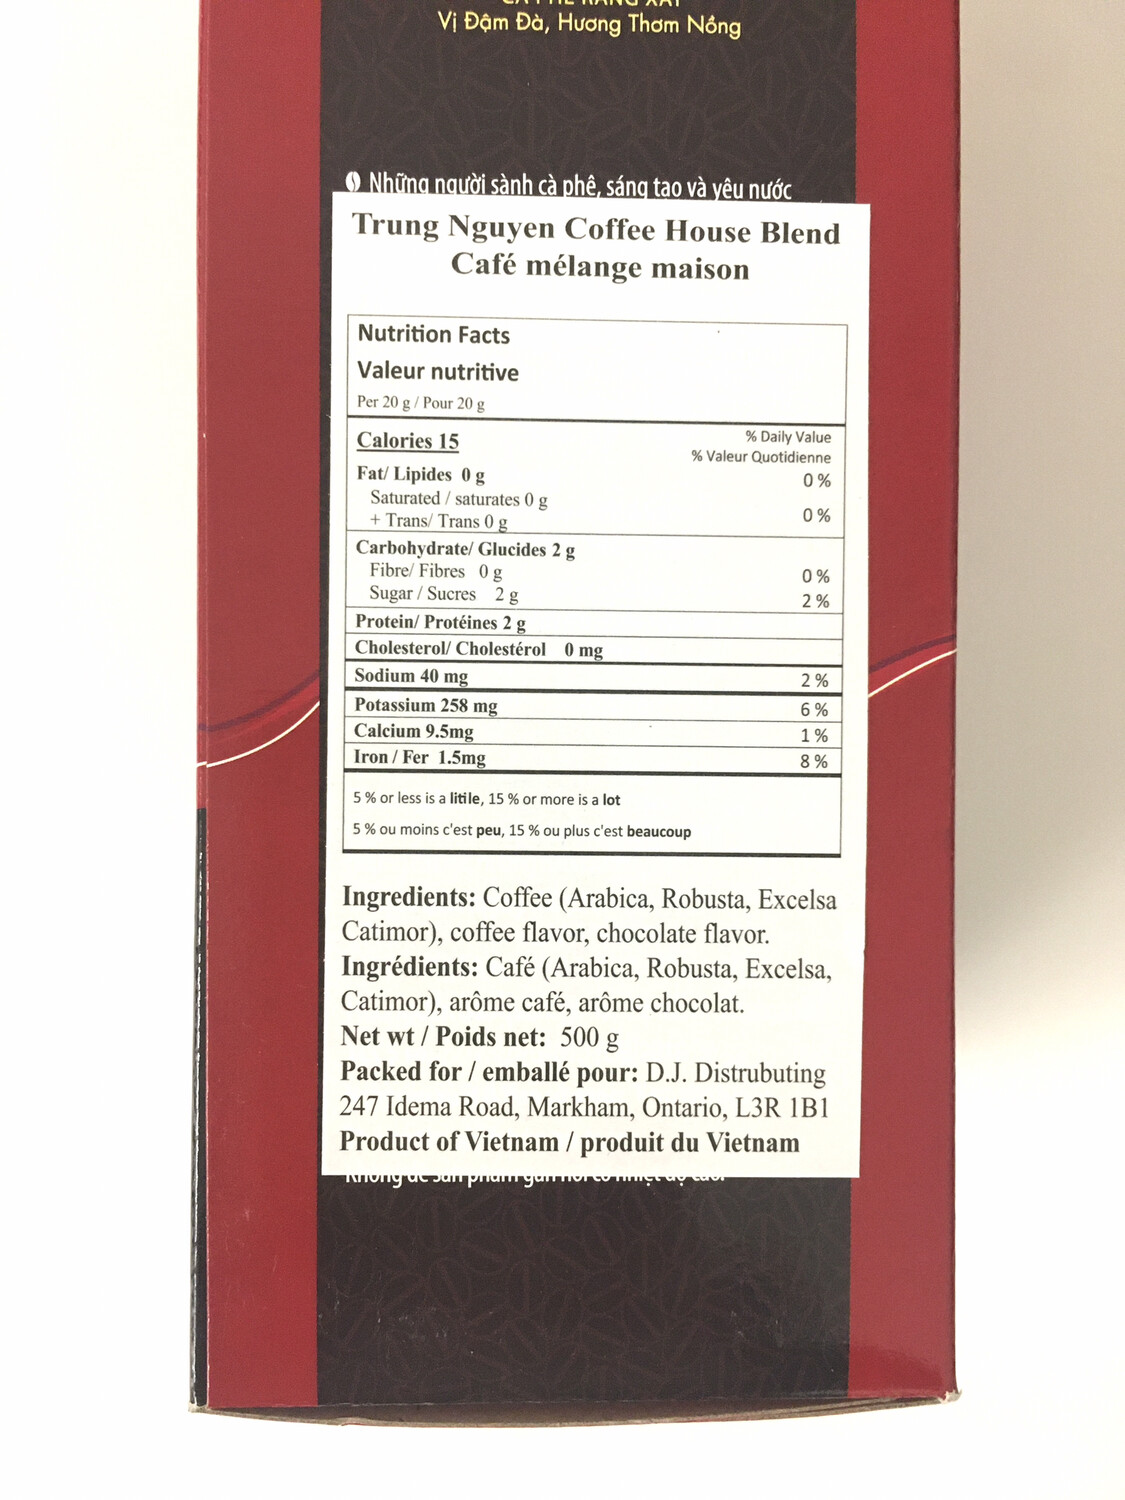 Vị Đậm Đà, Hương Thơm Nồng
Những người sành cà phê, sáng tạo và yêu nước
Trung Nguyen Coffee House Blend
Café mélange maison
Nutrition Facts
Valeur nutritive
Per 20 g / Pour 20 g
Calories 15
% Daily Value
% Valeur Quotidienne
Fat/ Lipides 0 g 0 %
Saturated / saturates 0 g
+ Trans/ Trans 0 g 0 %
Carbohydrate/ Glucides 2 g
Fibre/ Fibres 0 g 0 %
Sugar / Sucres 2 g 2 %
Protein/ Protéines 2 g
Cholesterol/ Cholestérol 0 mg
Sodium 40 mg 2 %
Potassium 258 mg 6 %
Calcium 9.5mg 1 %
Iron / Fer 1.5mg 8 %
5 % or less is a litile, 15 % or more is a lot
5 % ou moins c'est peu, 15 % ou plus c'est beaucoup
Ingredients: Coffee (Arabica, Robusta, Excelsa
Catimor), coffee flavor, chocolate flavor.
Ingrédients: Café (Arabica, Robusta, Excelsa,
Catimor), arôme café, arôme chocolat.
Net wt / Poids net: 500 g
Packed for / emballé pour: D.J. Distrubuting
247 Idema Road, Markham, Ontario, L3R 1B1
Product of Vietnam / produit du Vietnam